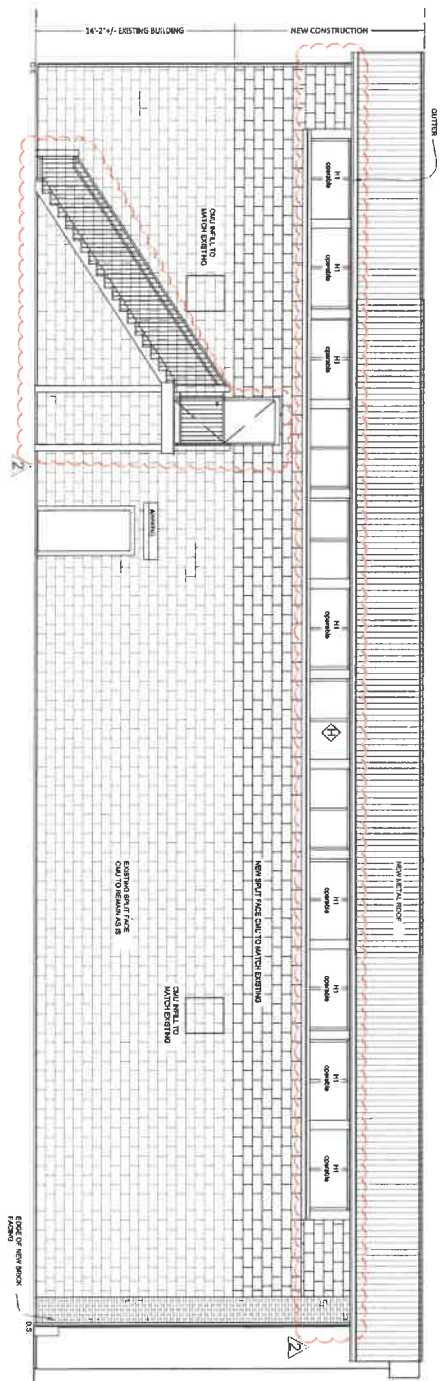 14'-2"+/- EXISTING BUILDING
NEW CONSTRUCTION
GUTTER
H1
operable
H1
operable
H1
operable
H1
operable
H
H1
operable
H1
operable
H1
operable
H1
operable
NEW METAL ROOF
CMU INFILL TO
MATCH EXISTING
2
AWNING
NEW SPLIT FACE CMU TO MATCH EXISTING
EXISTING SPLIT FACE
CMU TO REMAIN AS IS
CMU INFILL TO
MATCH EXISTING
EDGE OF NEW BRICK
FACING
D.S.
2